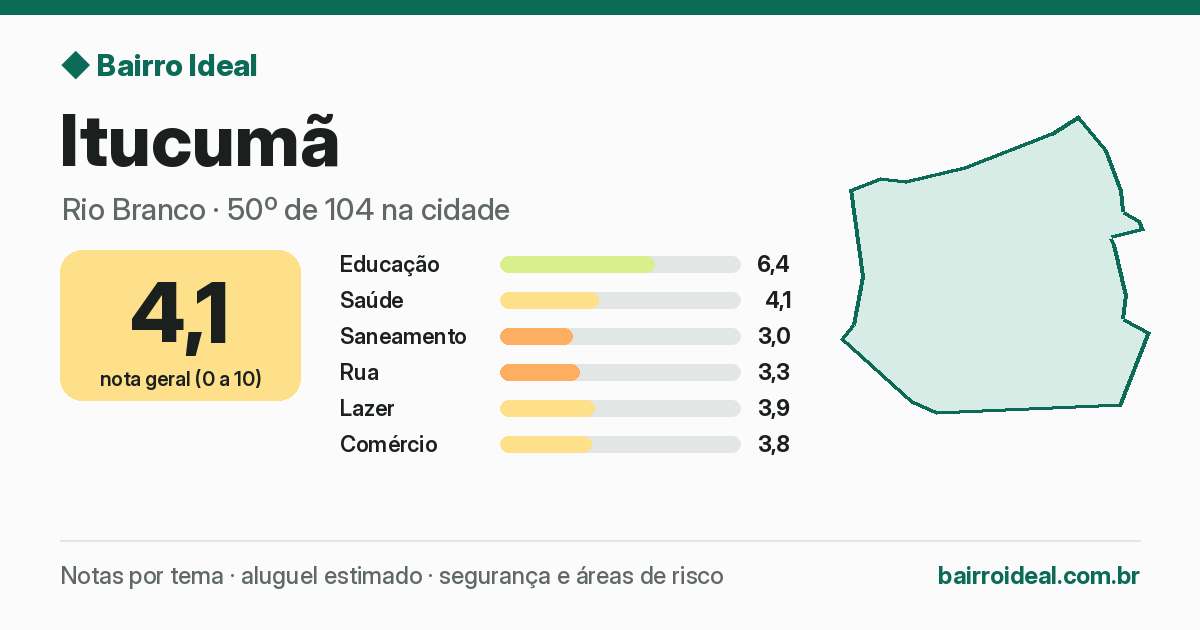 Bairro Ideal
Itucumã
Rio Branco · 50º de 104 na cidade
4,1
nota geral (0 a 10)
Educação 6,4
Saúde 4,1
Saneamento 3,0
Rua 3,3
Lazer 3,9
Comércio 3,8
Notas por tema · aluguel estimado · segurança e áreas de risco
bairroideal.com.br